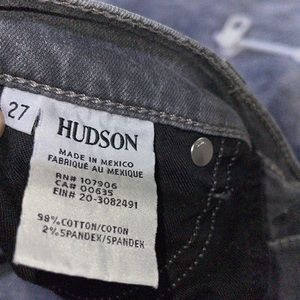 27
HUDSON
MADE IN MEXICO
FABRIQUÉ AU MEXIQUE
RN# 107906
CA# 00635
EIN# 20-3082491
98% COTTON/COTON
2% SPANDEX/SPANDEX